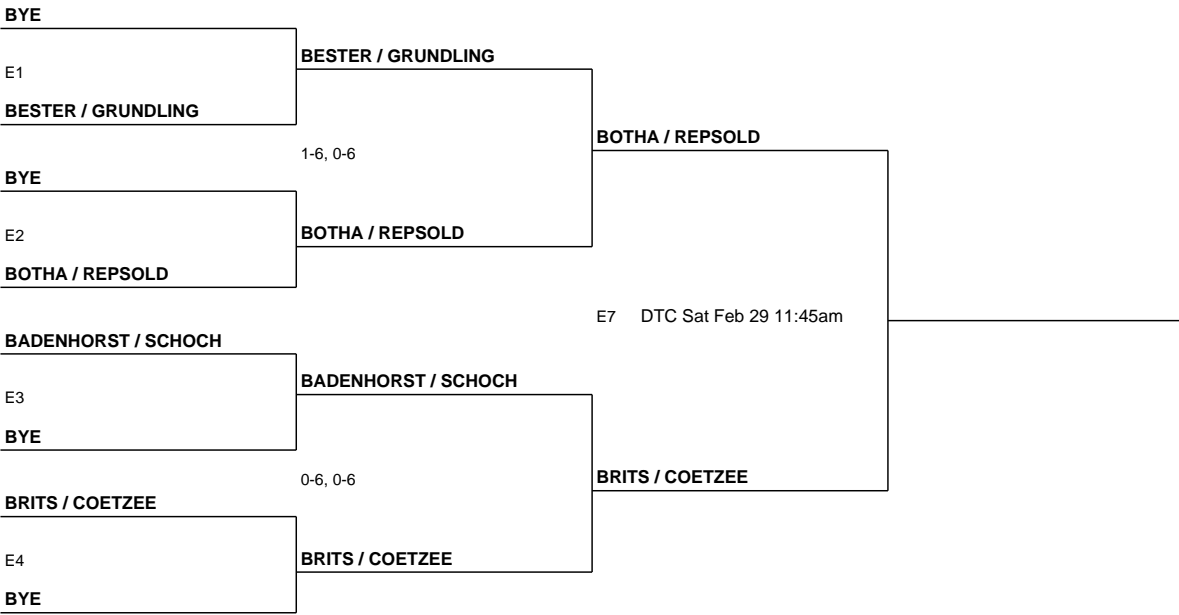 BYE
BESTER / GRUNDLING
E1
BESTER / GRUNDLING
BOTHA / REPSOLD
1-6, 0-6
BYE
E2
BOTHA / REPSOLD
BOTHA / REPSOLD
E7 DTC Sat Feb 29 11:45am
BADENHORST / SCHOCH
BADENHORST / SCHOCH
E3
BYE
0-6, 0-6
BRITS / COETZEE
BRITS / COETZEE
E4
BRITS / COETZEE
BYE